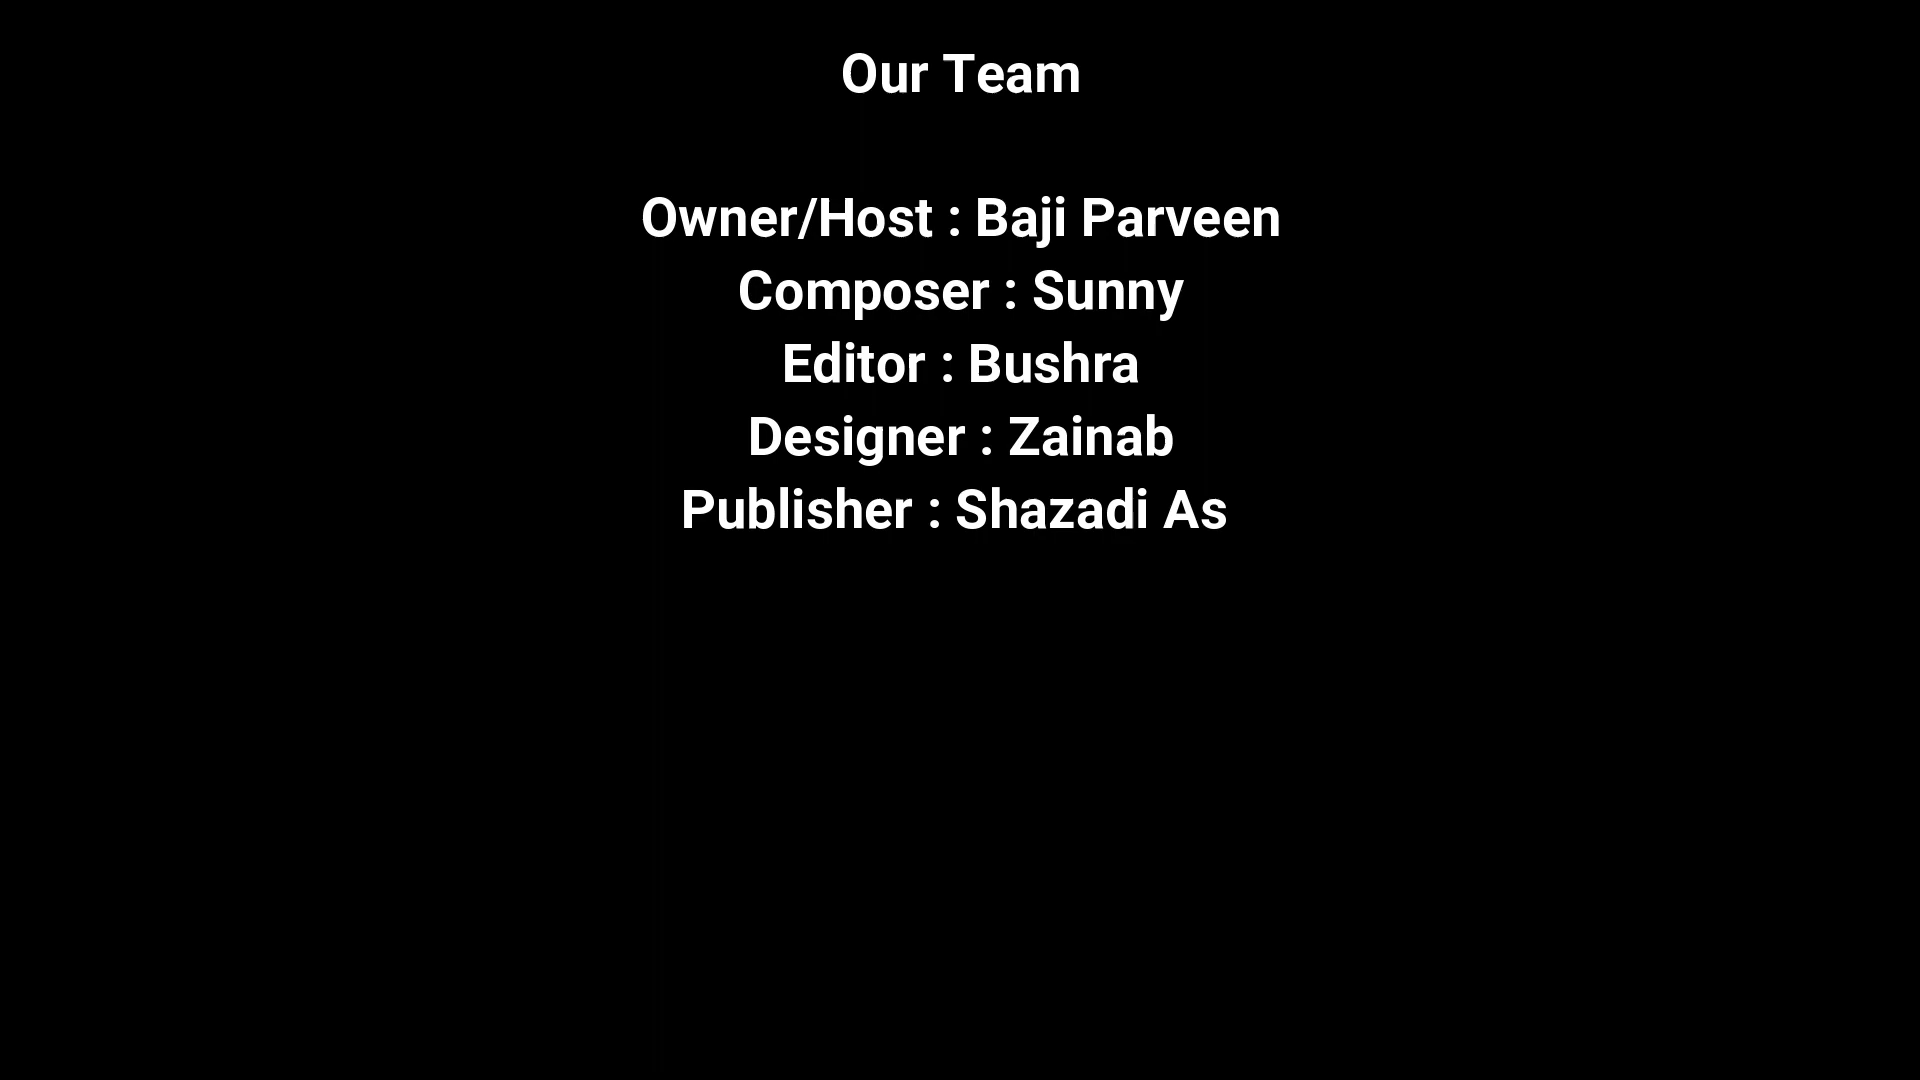 Our Team
Owner/Host : Baji Parveen
Composer : Sunny
Editor : Bushra
Designer : Zainab
Publisher : Shazadi As